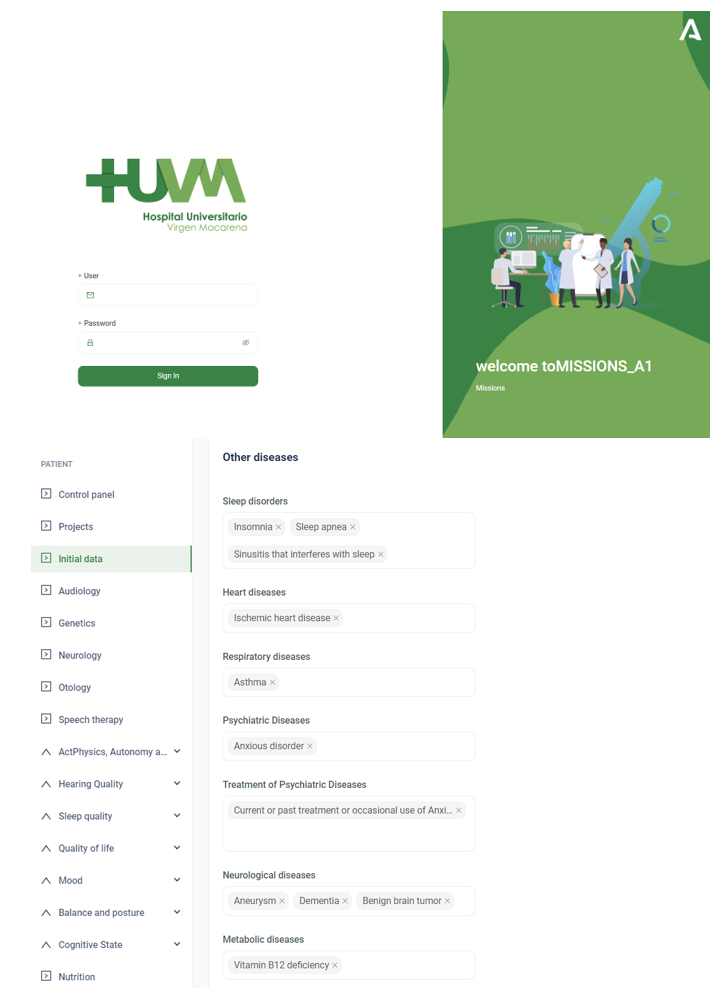 HUVM
Hospital Universitario
Virgen Macarena
* User
* Password
Sign In
welcome toMISSIONS_A1
Missions
PATIENT
Control panel
Projects
Initial data
Audiology
Genetics
Neurology
Otology
Speech therapy
ActPhysics, Autonomy a...
Hearing Quality
Sleep quality
Quality of life
Mood
Balance and posture
Cognitive State
Nutrition
Other diseases
Sleep disorders
Insomnia × Sleep apnea ×
Sinusitis that interferes with sleep ×
Heart diseases
Ischemic heart disease ×
Respiratory diseases
Asthma ×
Psychiatric Diseases
Anxious disorder ×
Treatment of Psychiatric Diseases
Current or past treatment or occasional use of Anxi... ×
Neurological diseases
Aneurysm × Dementia × Benign brain tumor ×
Metabolic diseases
Vitamin B12 deficiency ×